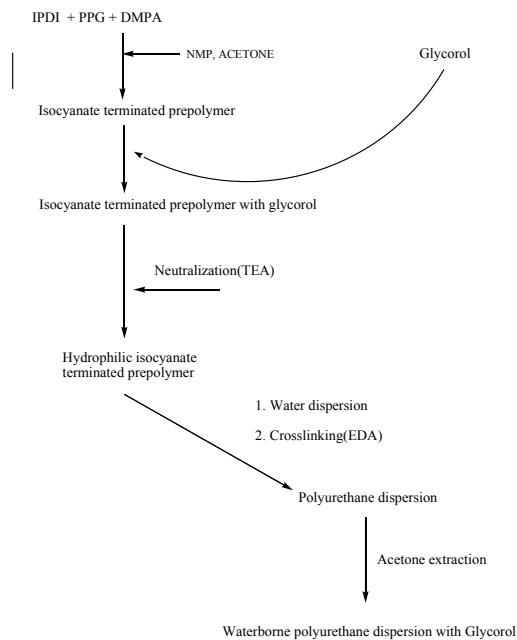 IPDI + PPG + DMPA
NMP, ACETONE
Glycorol
Isocyanate terminated prepolymer
Isocyanate terminated prepolymer with glycorol
Neutralization(TEA)
Hydrophilic isocyanate
terminated prepolymer
1. Water dispersion
2. Crosslinking(EDA)
Polyurethane dispersion
Acetone extraction
Waterborne polyurethane dispersion with Glycorol